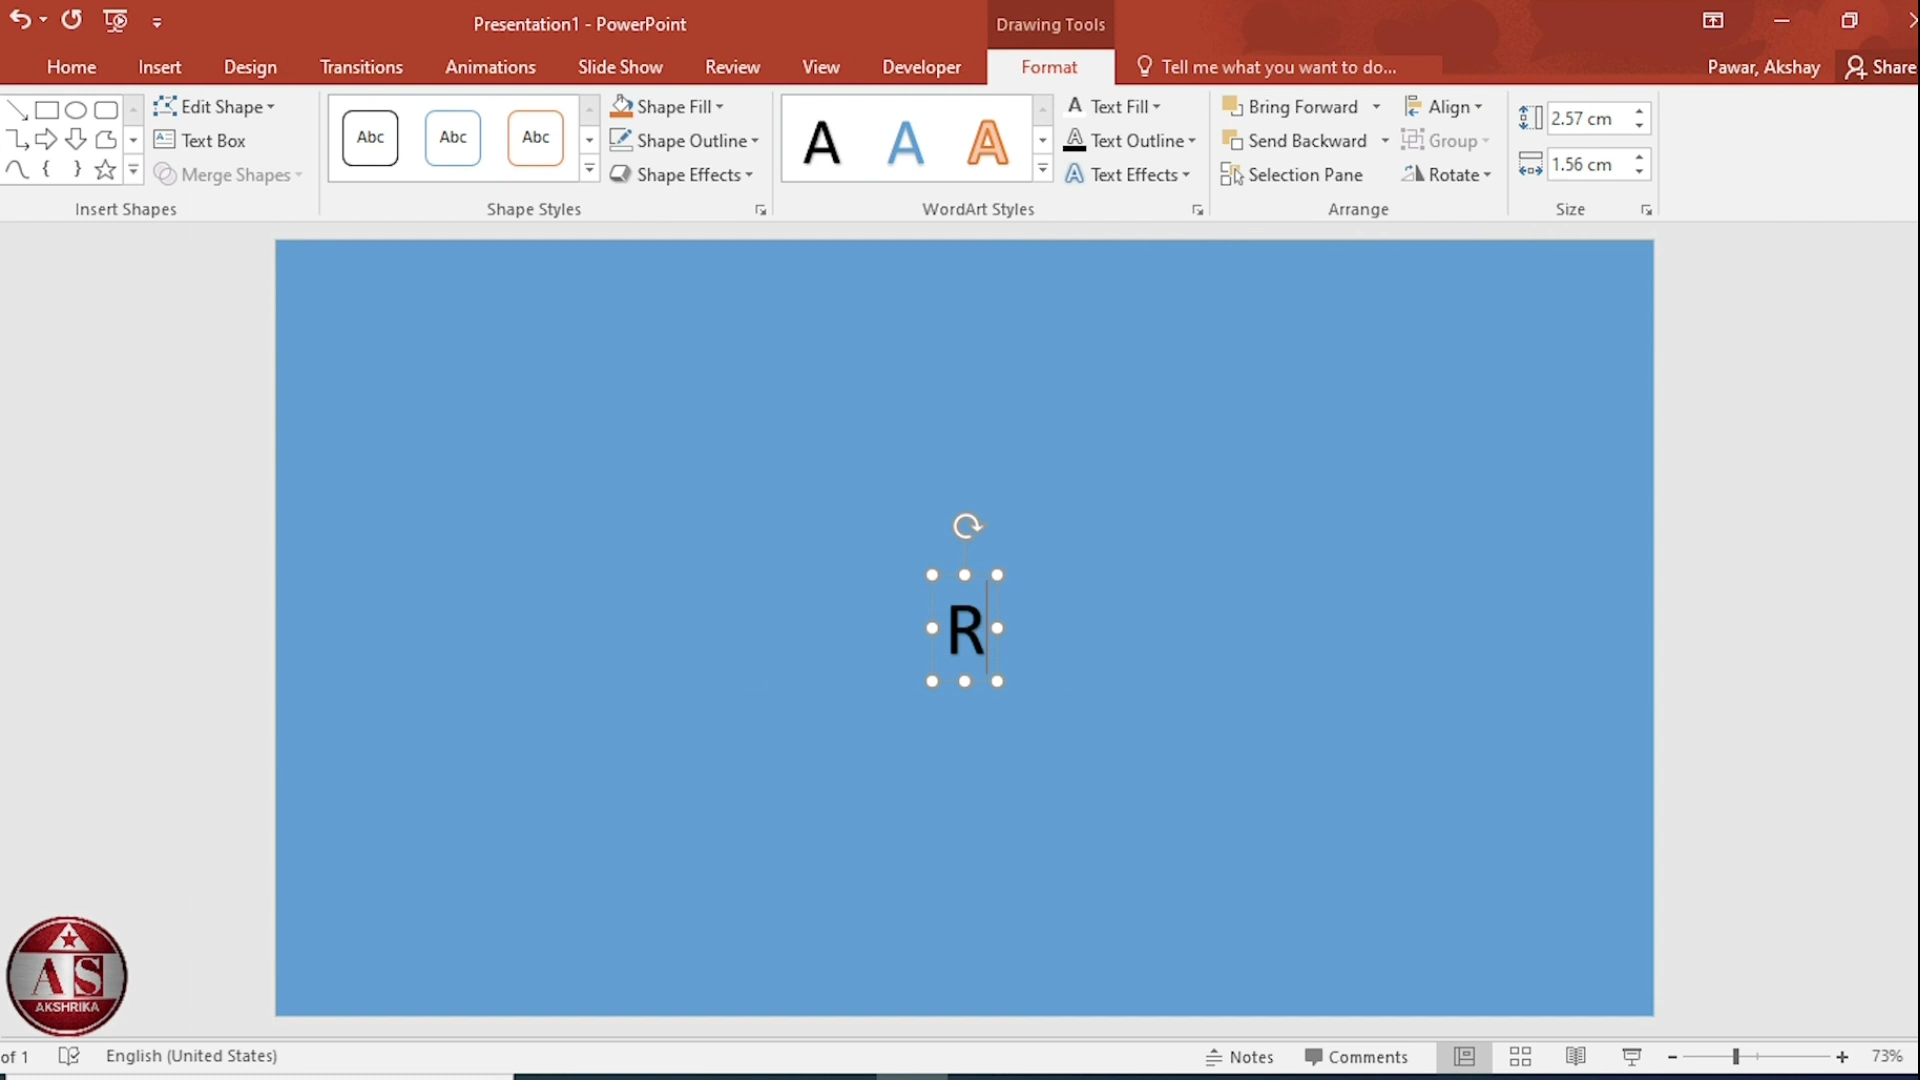 Presentation1 - PowerPoint
Drawing Tools
Home Insert Design Transitions Animations Slide Show Review View Developer Format Tell me what you want to do... Pawar, Akshay Share
Edit Shape
Text Box
Merge Shapes
Insert Shapes
Abc Abc Abc
Shape Fill
Shape Outline
Shape Effects
Shape Styles
A A A
Text Fill
Text Outline
Text Effects
WordArt Styles
Bring Forward
Send Backward
Selection Pane
Align
Group
Rotate
Arrange
2.57 cm
1.56 cm
Size
R
AS
AKSHRIKA
of 1 English (United States) Notes Comments 73%